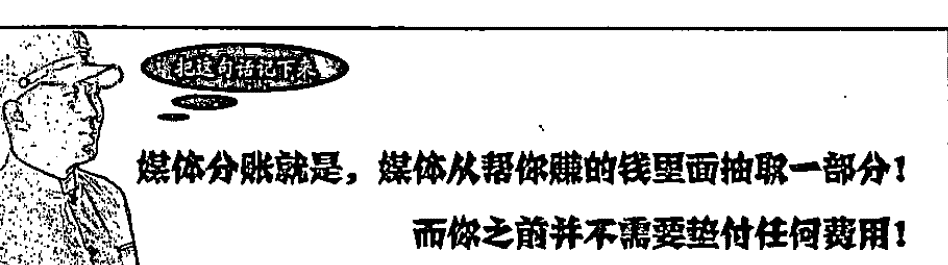 把这句话记下来
媒体分账就是，媒体从帮你赚的钱里面抽取一部分！
而你之前并不需要垫付任何费用！